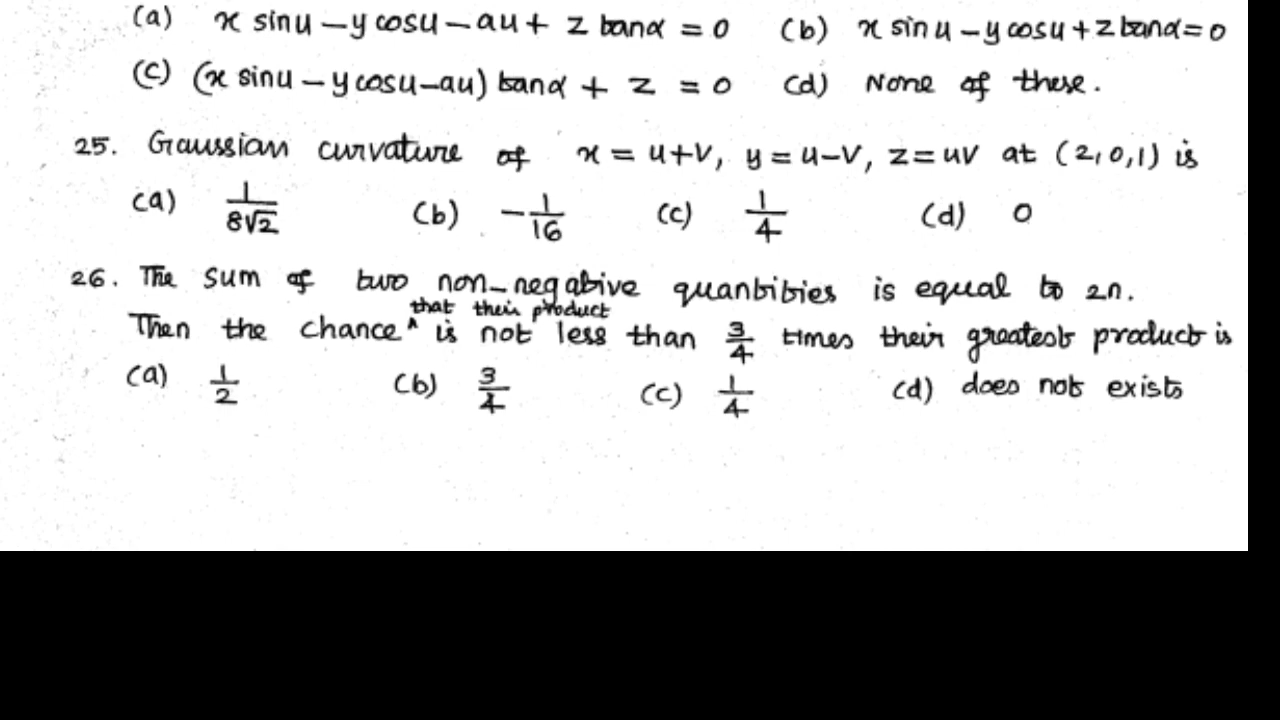 (a) x sinu - y cosu - au + z tanα = 0 (b) x sinu - y cosu + z tanα = 0
(c) (x sinu - y cosu - au) tanα + z = 0 (d) None of these.
25. Gaussian curvature of x = u+v, y = u-v, z = uv at (2,0,1) is
(a) 1/8√2 (b) -1/16 (c) 1/4 (d) 0
26. The sum of two non-negative quantities is equal to 2n.
that their product
Then the chance ^ is not less than 3/4 times their greatest product is
(a) 1/2 (b) 3/4 (c) 1/4 (d) does not exists